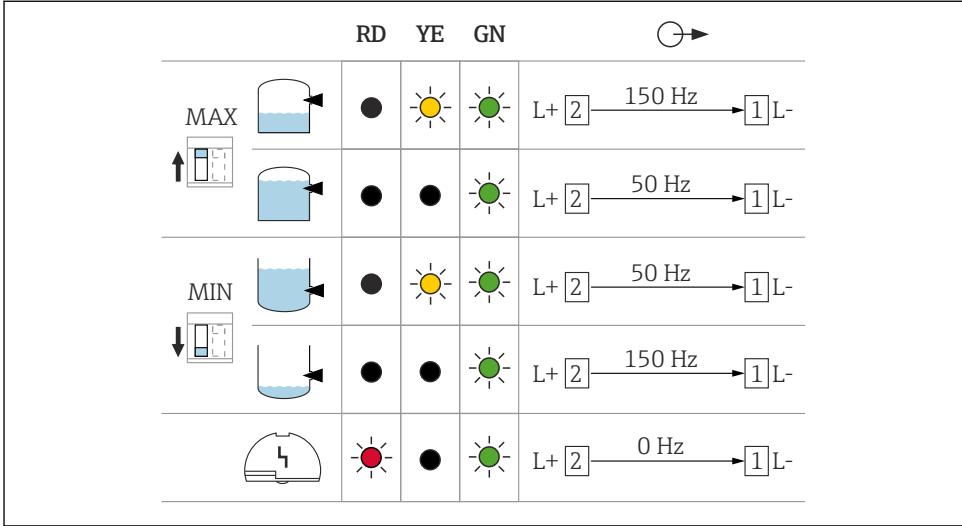 RD YE GN
MAX
L+ 2 150 Hz 1 L-
L+ 2 50 Hz 1 L-
MIN
L+ 2 50 Hz 1 L-
L+ 2 150 Hz 1 L-
L+ 2 0 Hz 1 L-